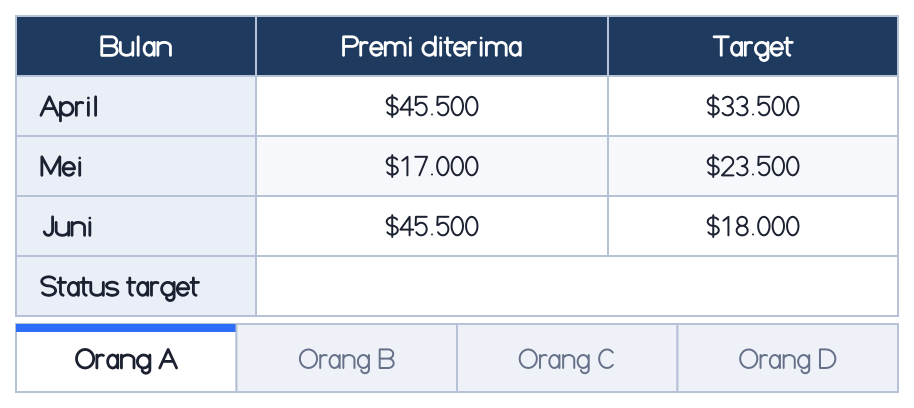 Bulan Premi diterima Target
April $45.500 $33.500
Mei $17.000 $23.500
Juni $45.500 $18.000
Status target
Orang A Orang B Orang C Orang D